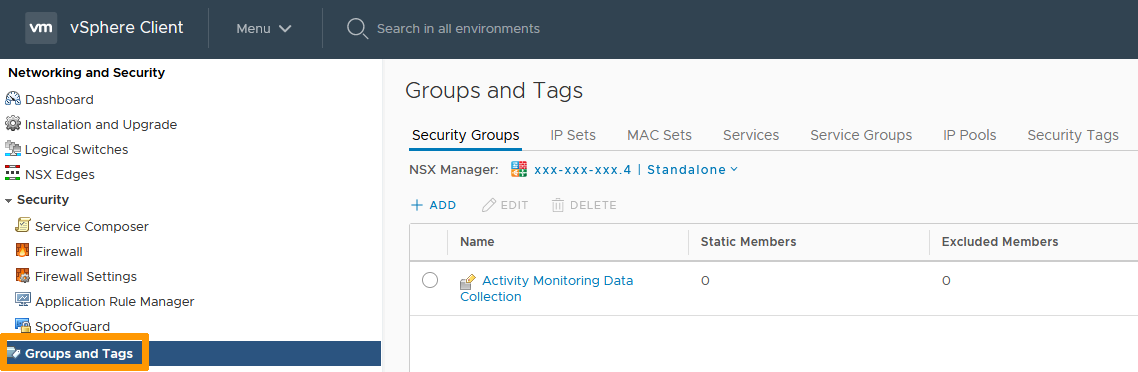 vm vSphere Client Menu Search in all environments
Networking and Security
Dashboard
Installation and Upgrade
Logical Switches
NSX Edges
Security
Service Composer
Firewall
Firewall Settings
Application Rule Manager
SpoofGuard
Groups and Tags
Groups and Tags
Security Groups IP Sets MAC Sets Services Service Groups IP Pools Security Tags
NSX Manager: xxx-xxx-xxx.4 | Standalone
+ ADD EDIT DELETE
Name Static Members Excluded Members
Activity Monitoring Data 0 0
Collection